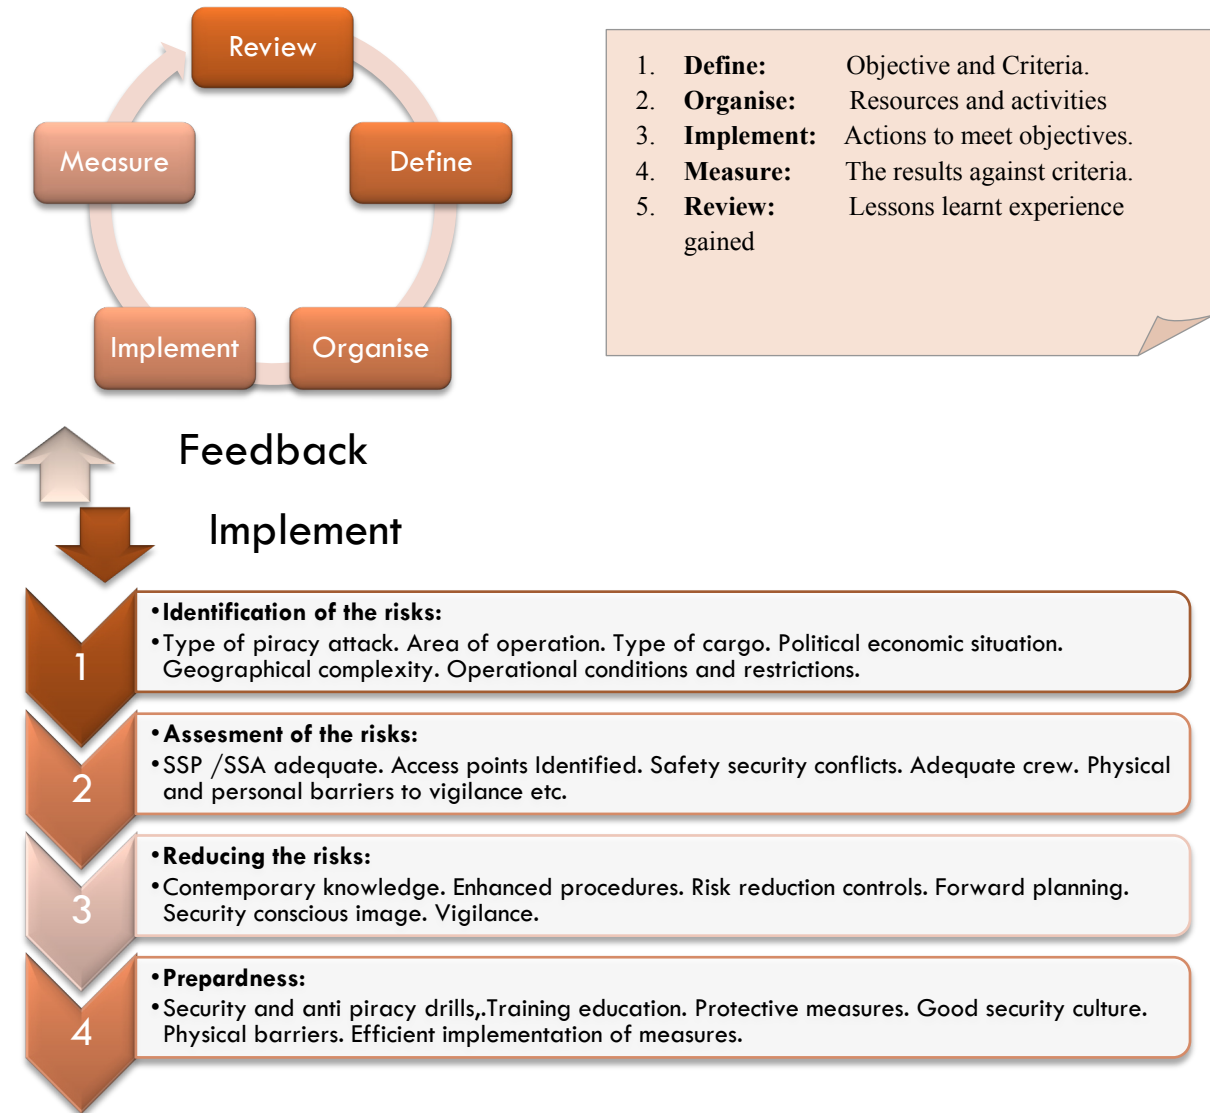 Review
Define
Organise
Implement
Measure
1. Define: Objective and Criteria.
2. Organise: Resources and activities
3. Implement: Actions to meet objectives.
4. Measure: The results against criteria.
5. Review: Lessons learnt experience
gained
Feedback
Implement
1
•Identification of the risks:
•Type of piracy attack. Area of operation. Type of cargo. Political economic situation.
Geographical complexity. Operational conditions and restrictions.
2
•Assesment of the risks:
•SSP /SSA adequate. Access points Identified. Safety security conflicts. Adequate crew. Physical
and personal barriers to vigilance etc.
3
•Reducing the risks:
•Contemporary knowledge. Enhanced procedures. Risk reduction controls. Forward planning.
Security conscious image. Vigilance.
4
•Prepardness:
•Security and anti piracy drills,.Training education. Protective measures. Good security culture.
Physical barriers. Efficient implementation of measures.